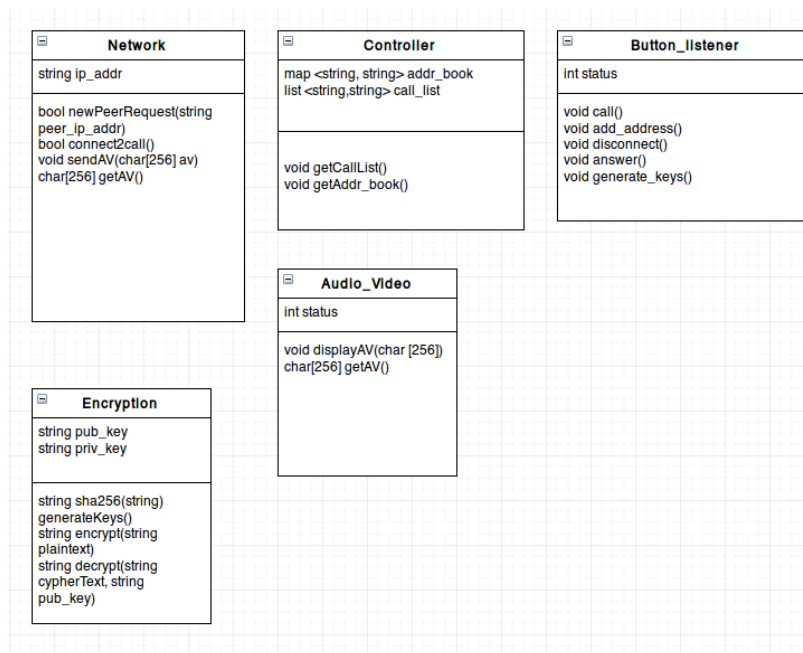 Network
string ip_addr
bool newPeerRequest(string
peer_ip_addr)
bool connect2call()
void sendAV(char[256] av)
char[256] getAV()
Controller
map <string, string> addr_book
list <string,string> call_list
void getCallList()
void getAddr_book()
Button_listener
int status
void call()
void add_address()
void disconnect()
void answer()
void generate_keys()
Audio_Video
int status
void displayAV(char [256])
char[256] getAV()
Encryption
string pub_key
string priv_key
string sha256(string)
generateKeys()
string encrypt(string
plaintext)
string decrypt(string
cypherText, string
pub_key)